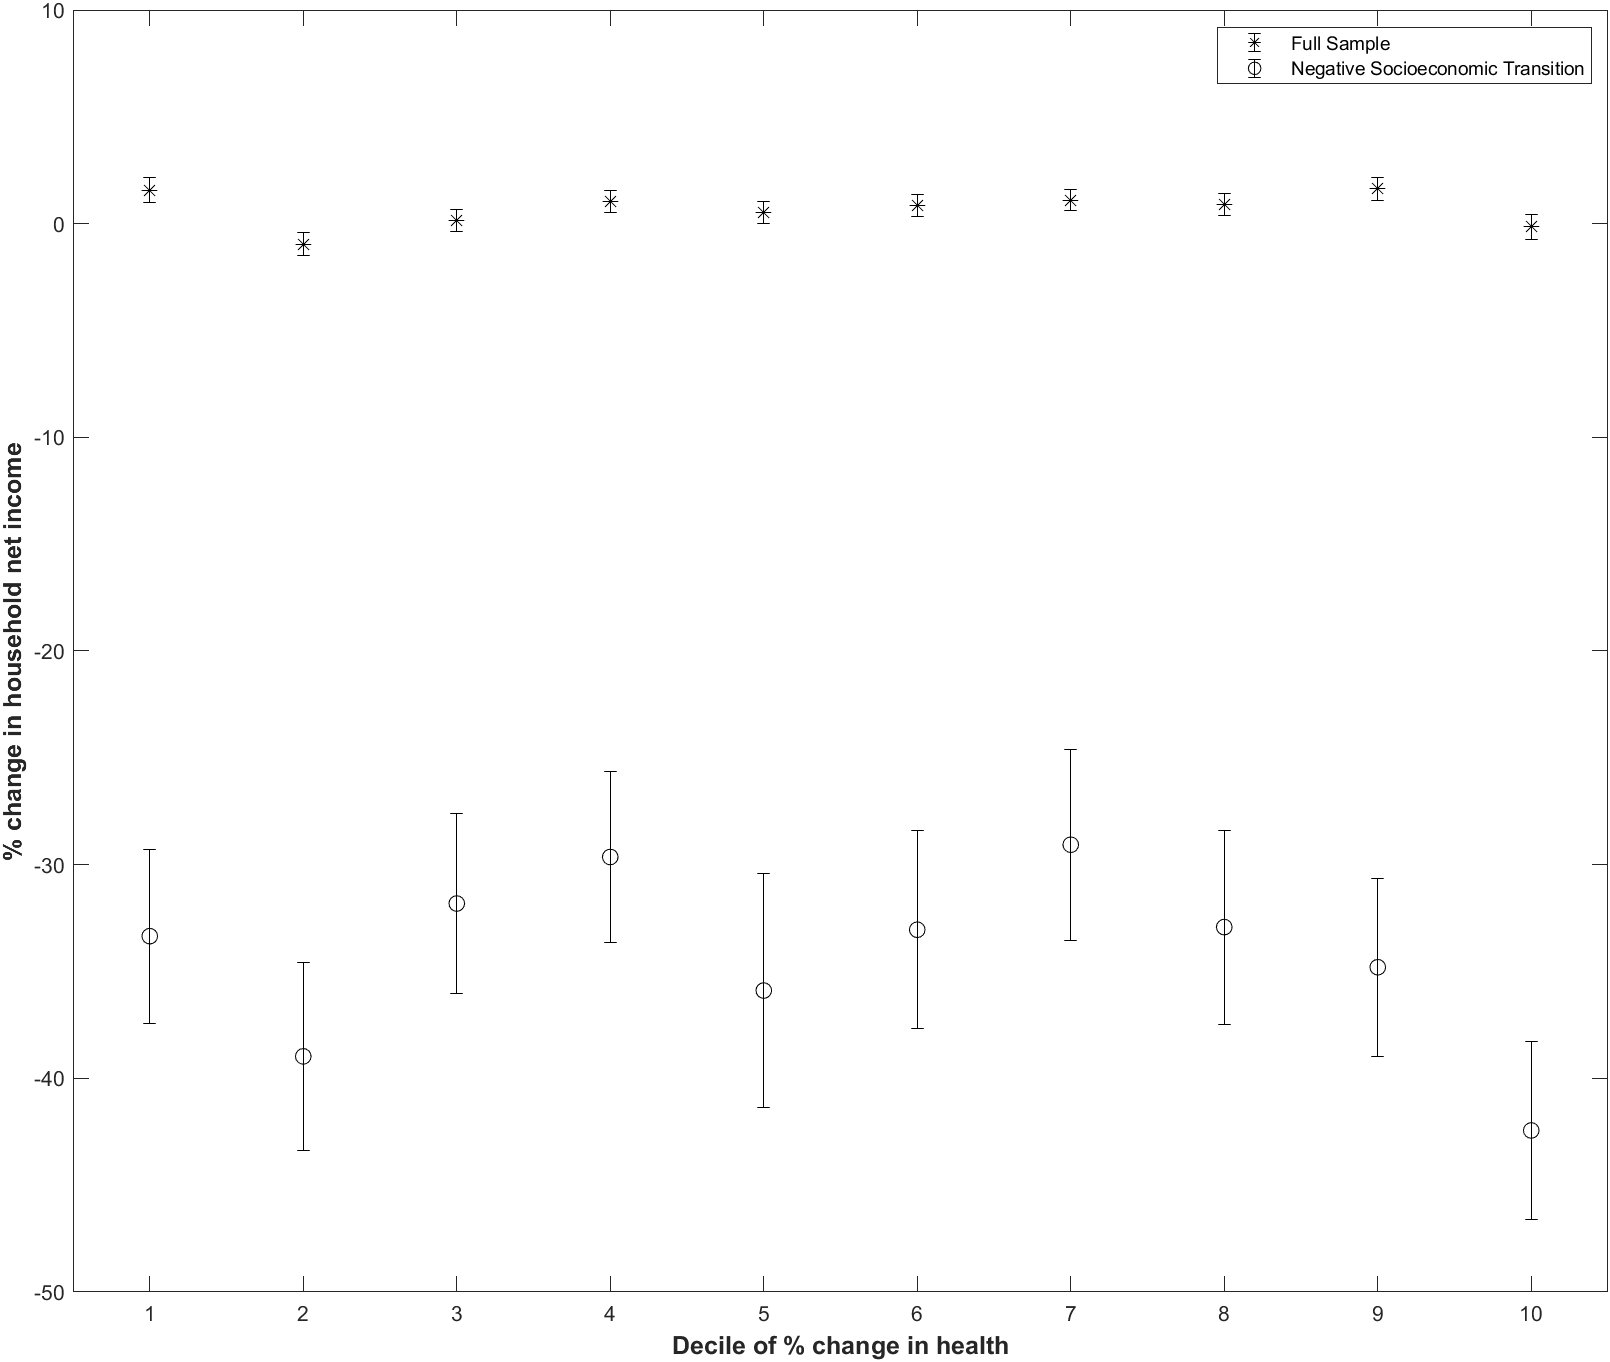 10
0
-10
-20
-30
-40
-50
% change in household net income
Full Sample
Negative Socioeconomic Transition
1 2 3 4 5 6 7 8 9 10
Decile of % change in health